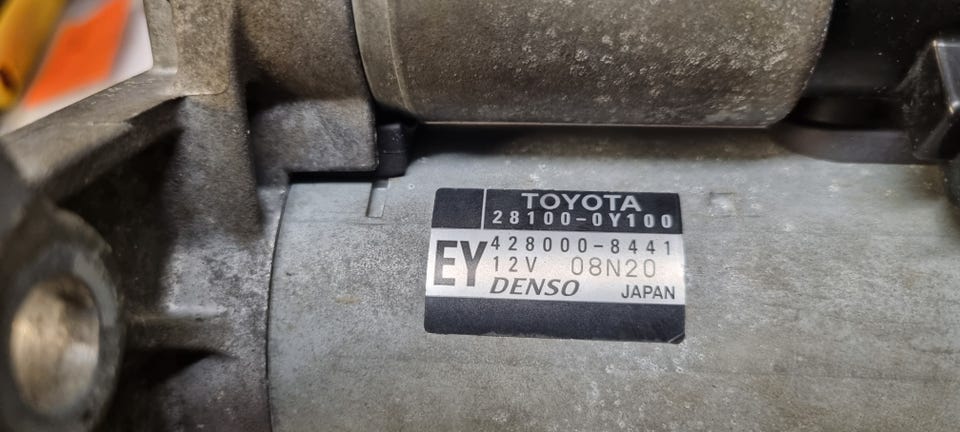 TOYOTA
28100-0Y100
EY
428000-8441
12V 08N20
DENSO JAPAN